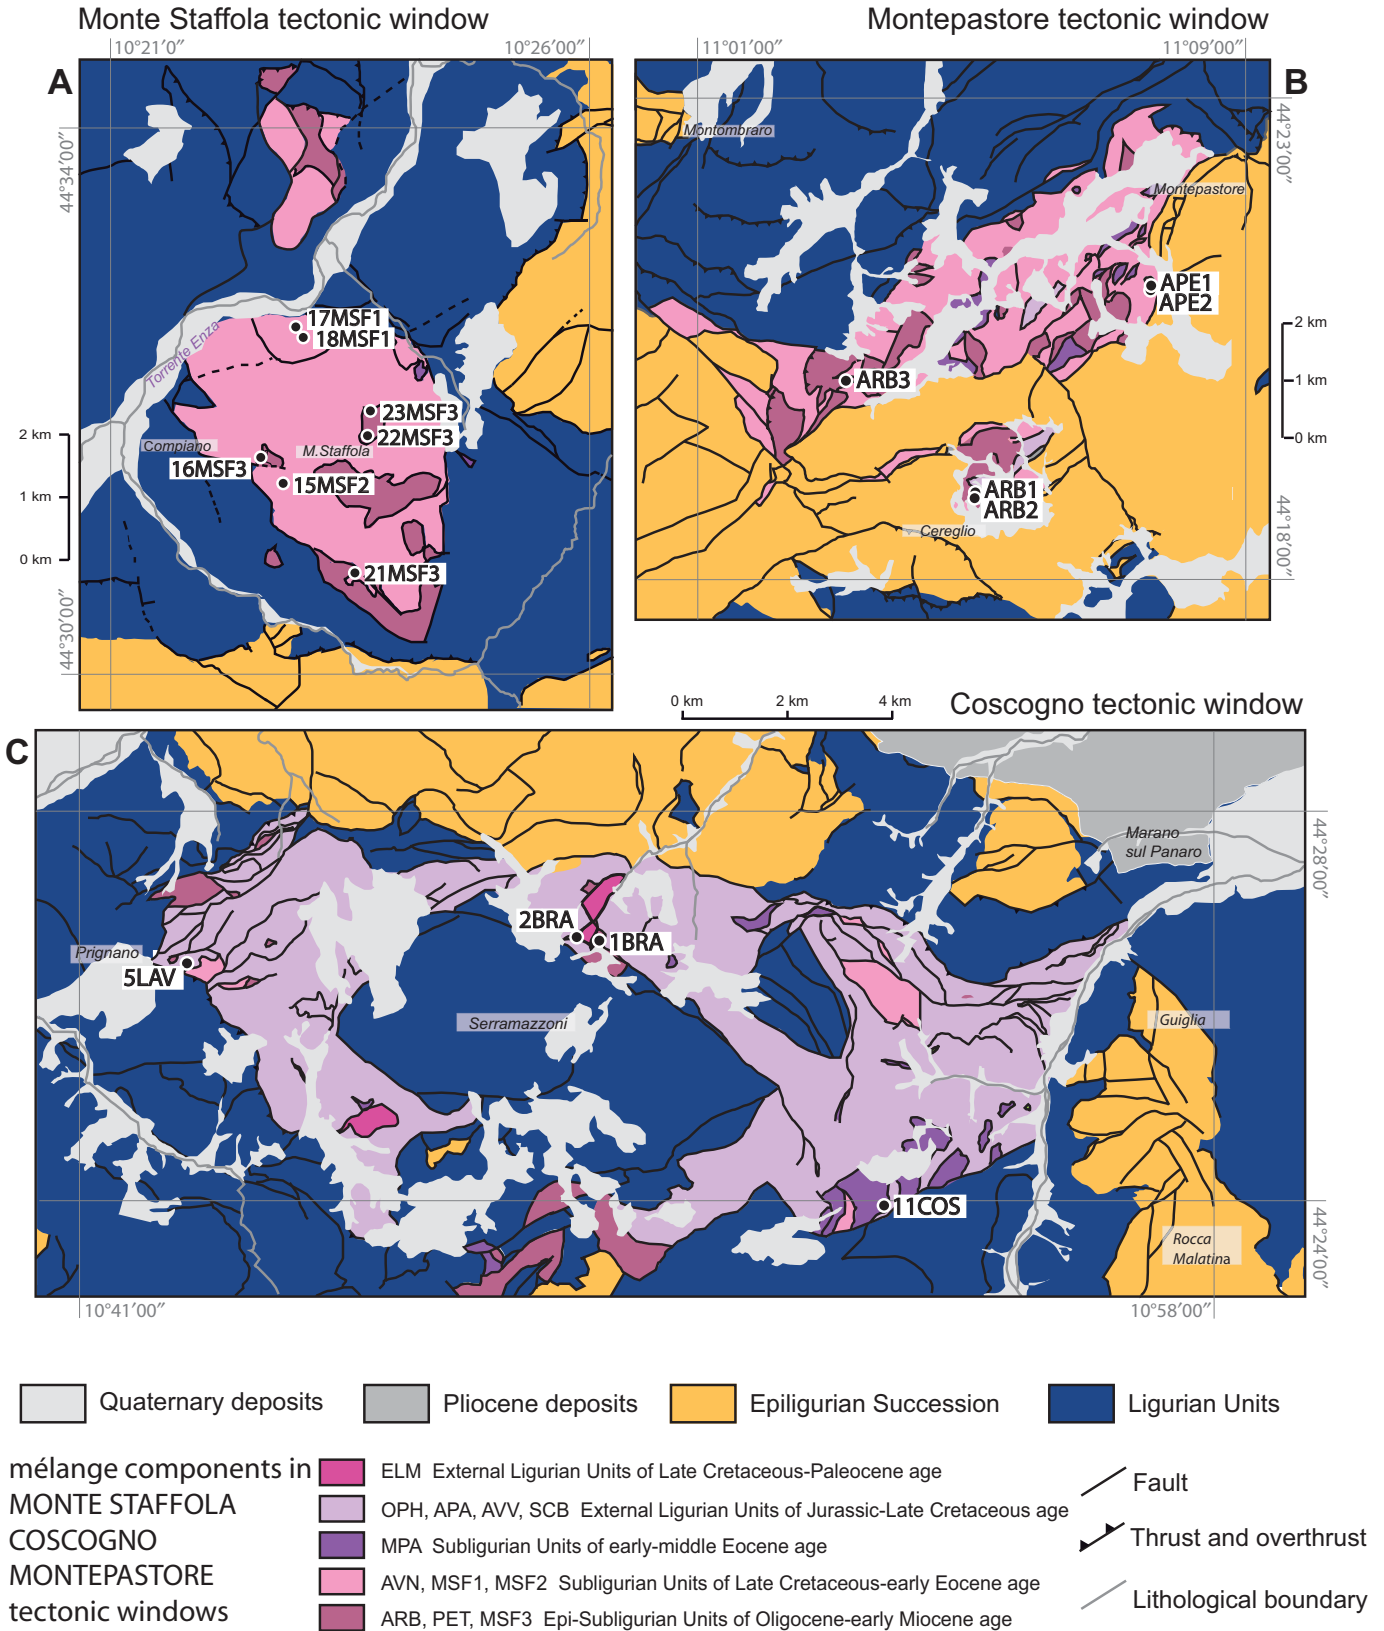 Monte Staffola tectonic window
Montepastore tectonic window
10°21′0″
10°26′00″
11°01′00″
11°09′00″
A
B
44°34′00″
44°30′00″
44°23′00″
44°18′00″
Montombraro
Montepastore
17MSF1
18MSF1
Torrente Enza
APE1
APE2
ARB3
23MSF3
22MSF3
Compiano
M.Staffola
16MSF3
15MSF2
21MSF3
ARB1
ARB2
Cereglio
2 km
1 km
0 km
2 km
1 km
0 km
0 km
2 km
4 km
Coscogno tectonic window
C
Marano
sul Panaro
44°28′00″
2BRA
1BRA
Prignano
5LAV
Serramazzoni
Guiglia
11COS
Rocca
Malatina
44°24′00″
10°41′00″
10°58′00″
Quaternary deposits
Pliocene deposits
Epiligurian Succession
Ligurian Units
mélange components in
MONTE STAFFOLA
COSCOGNO
MONTEPASTORE
tectonic windows
ELM External Ligurian Units of Late Cretaceous-Paleocene age
OPH, APA, AVV, SCB External Ligurian Units of Jurassic-Late Cretaceous age
MPA Subligurian Units of early-middle Eocene age
AVN, MSF1, MSF2 Subligurian Units of Late Cretaceous-early Eocene age
ARB, PET, MSF3 Epi-Subligurian Units of Oligocene-early Miocene age
Fault
Thrust and overthrust
Lithological boundary